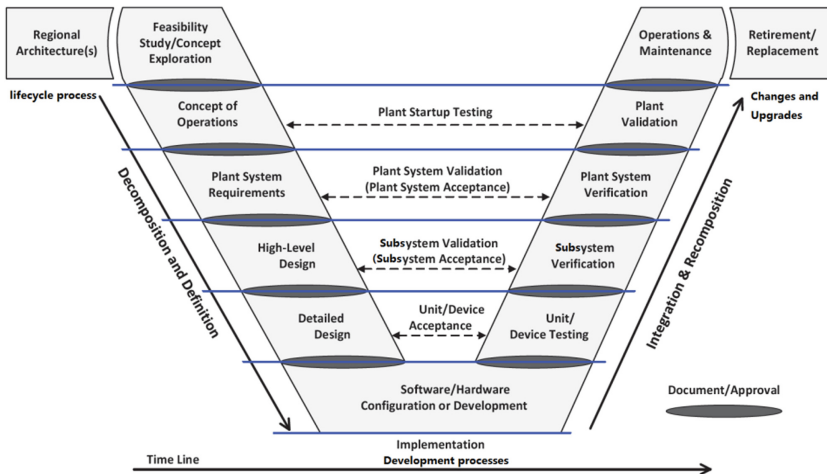 Regional
Architecture(s)
Feasibility
Study/Concept
Exploration
Operations &
Maintenance
Retirement/
Replacement
lifecycle process
Changes and
Upgrades
Concept of
Operations
Plant Startup Testing
Plant
Validation
Plant System
Requirements
Plant System Validation
(Plant System Acceptance)
Plant System
Verification
High-Level
Design
Subsystem Validation
(Subsystem Acceptance)
Subsystem
Verification
Detailed
Design
Unit/Device
Acceptance
Unit/
Device Testing
Decomposition and Definition
Integration & Recomposition
Software/Hardware
Configuration or Development
Document/Approval
Implementation
Time Line
Development processes